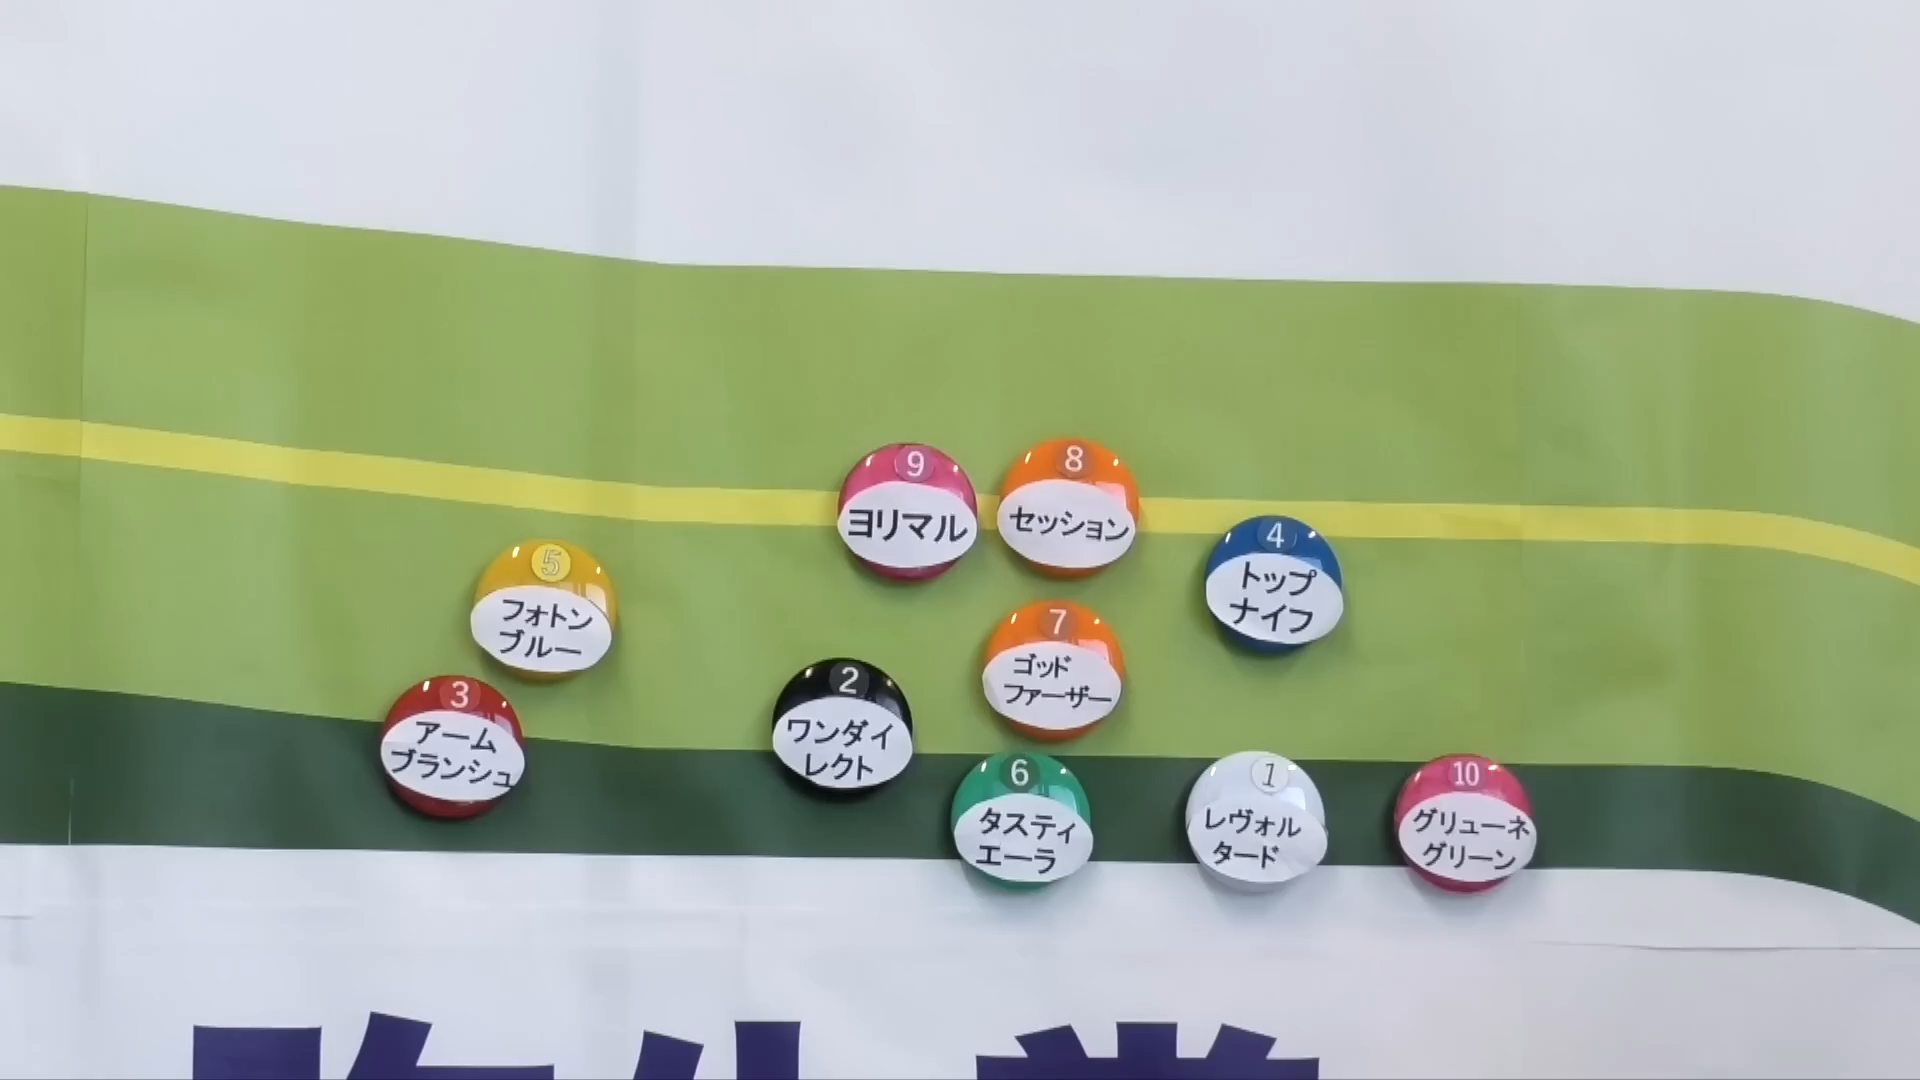 9
ヨリマル
8
セッション
4
トップ
ナイフ
5
フォトン
ブルー
7
ゴッド
ファーザー
3
アーム
ブランシュ
2
ワンダイ
レクト
6
タスティ
エーラ
1
レヴォル
タード
10
グリューネ
グリーン